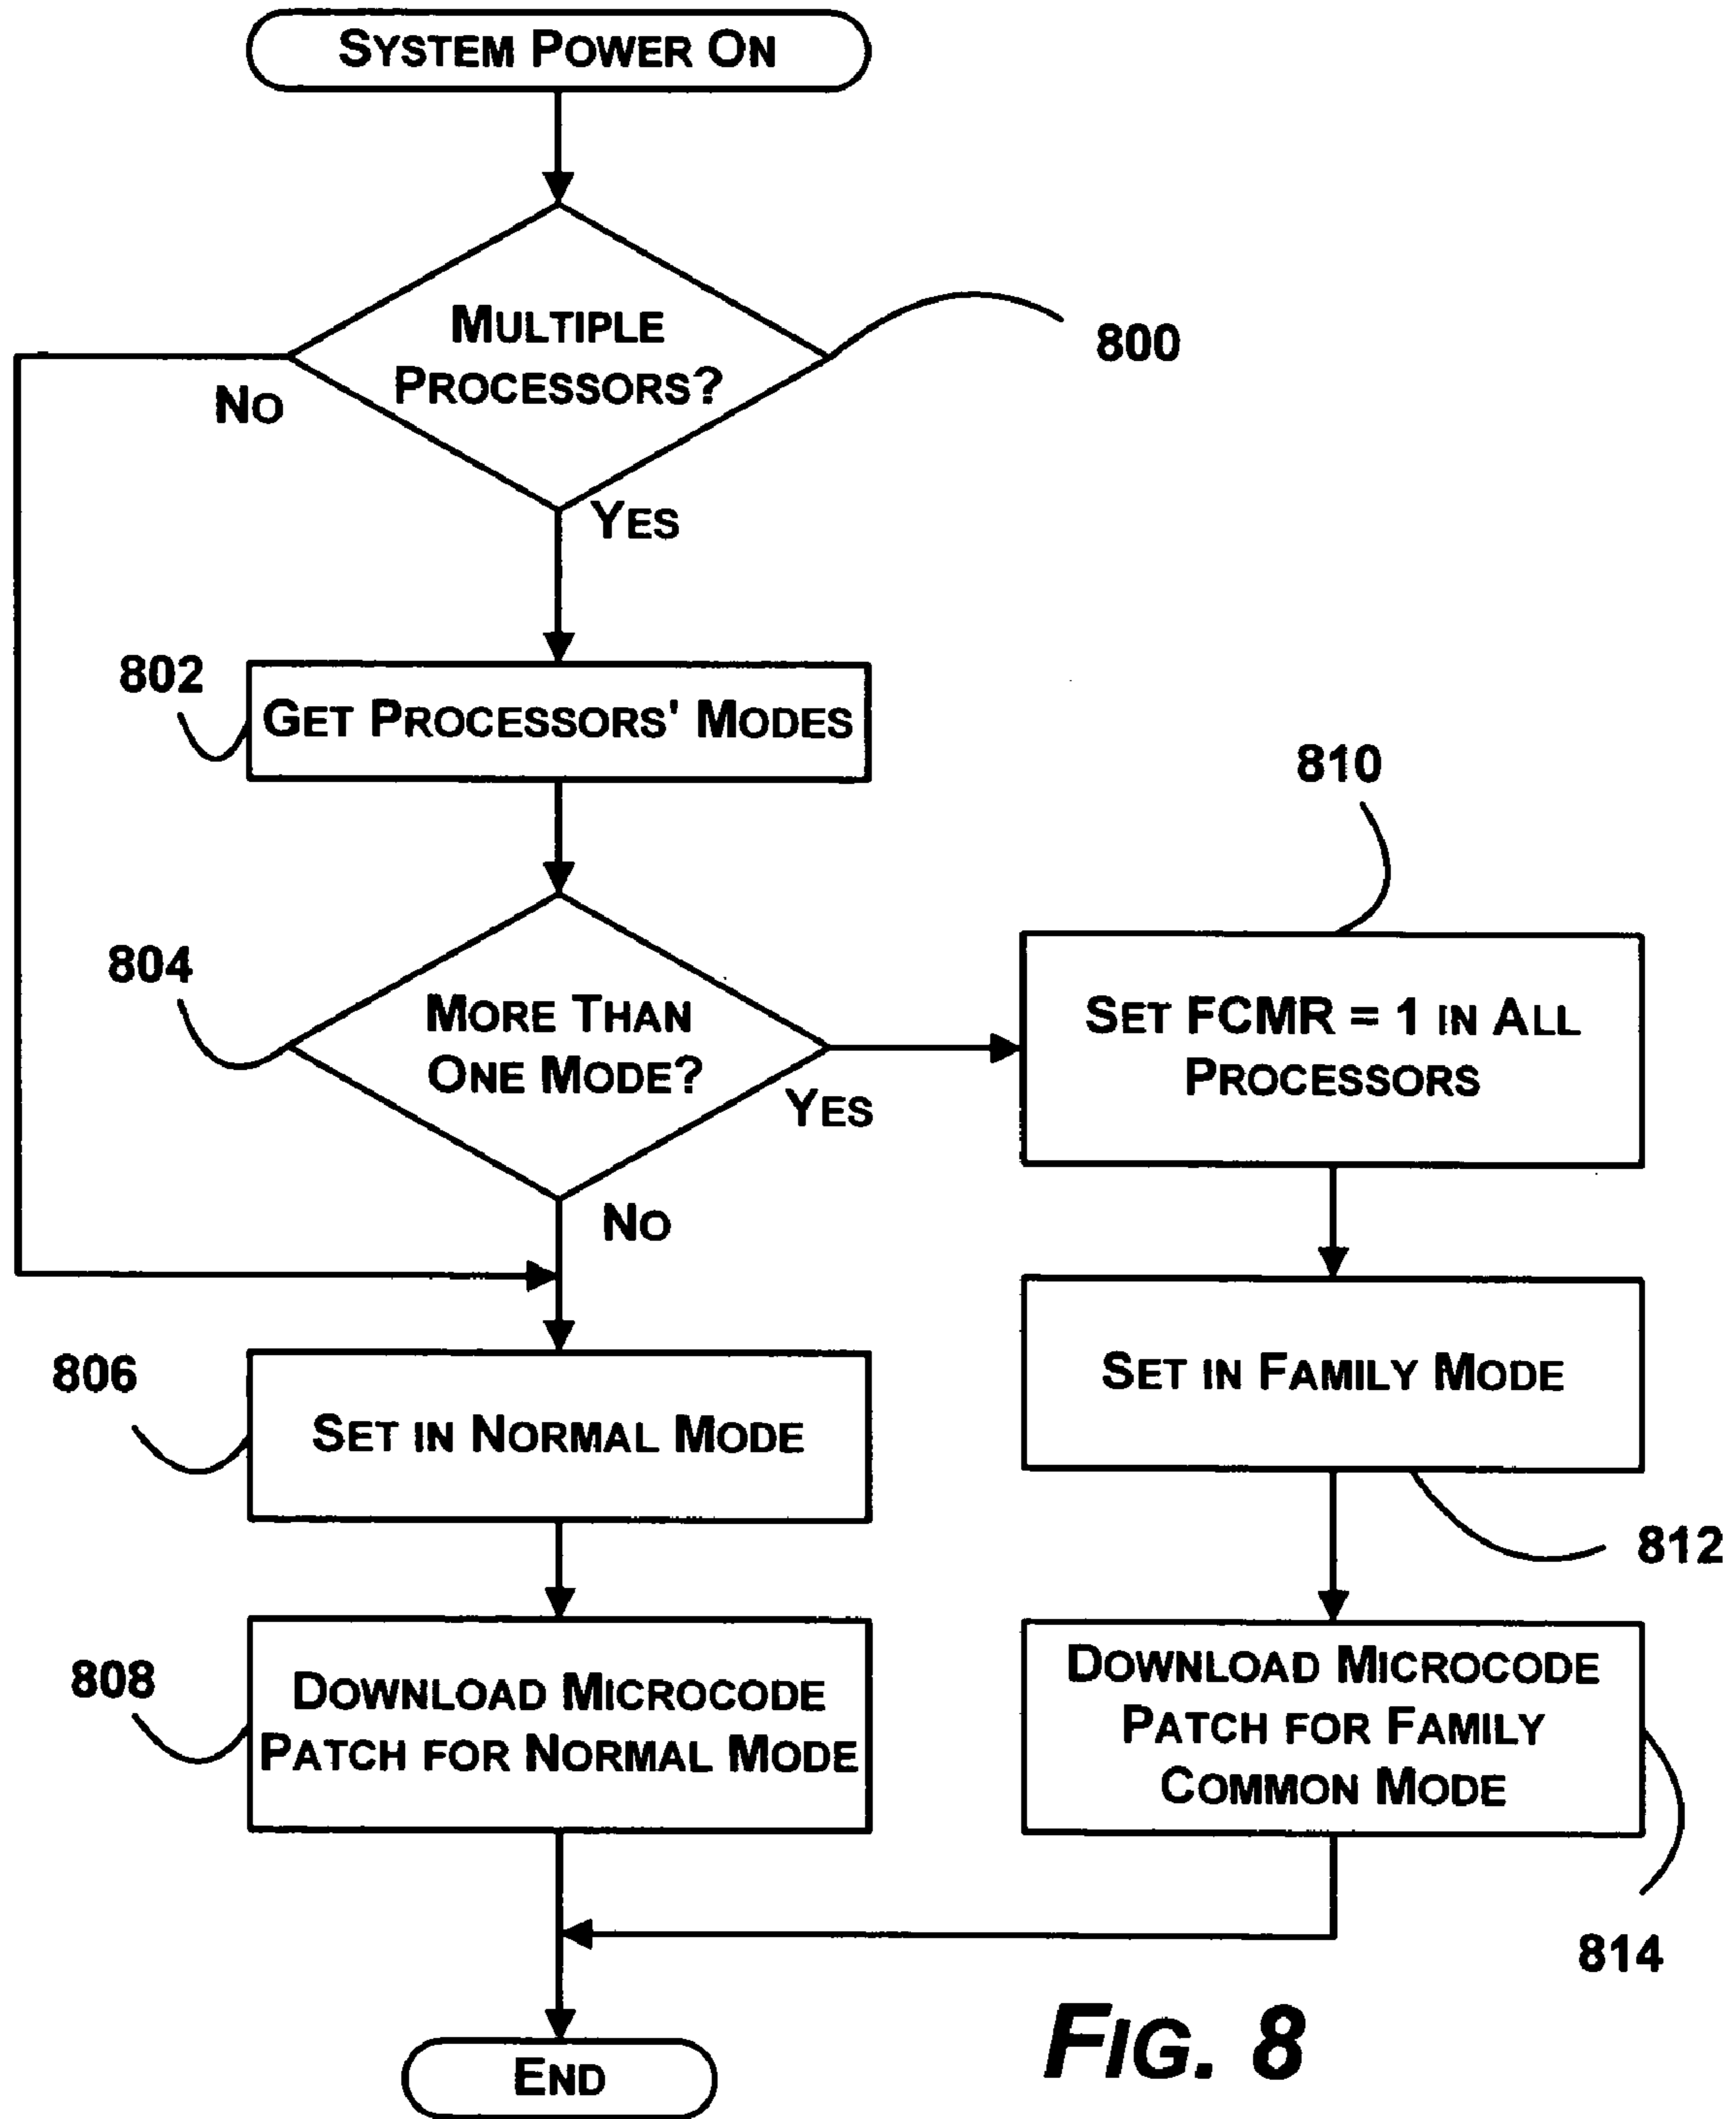 SYSTEM POWER ON
MULTIPLE
PROCESSORS?
800
NO
YES
802
GET PROCESSORS' MODES
804
MORE THAN
ONE MODE?
YES
NO
810
SET FCMR = 1 IN ALL
PROCESSORS
806
SET IN NORMAL MODE
SET IN FAMILY MODE
812
808
DOWNLOAD MICROCODE
PATCH FOR NORMAL MODE
DOWNLOAD MICROCODE
PATCH FOR FAMILY
COMMON MODE
814
END
FIG. 8